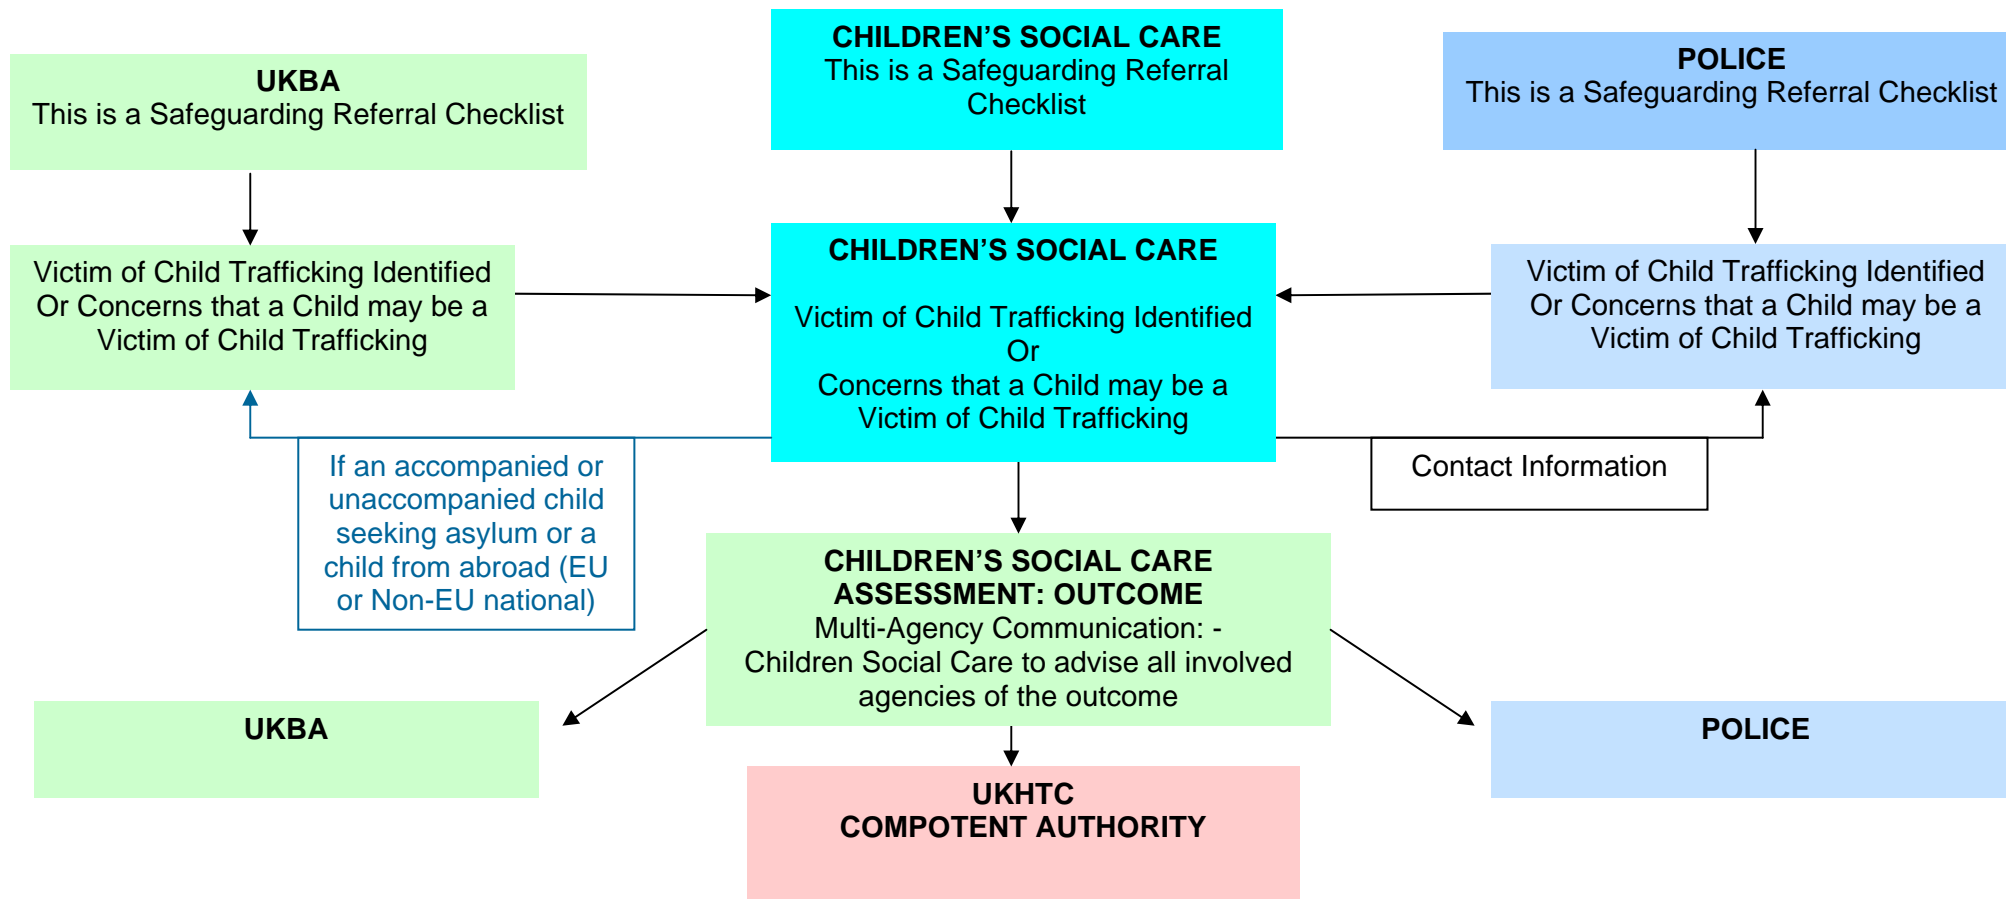 UKBA
This is a Safeguarding Referral Checklist
CHILDREN’S SOCIAL CARE
This is a Safeguarding Referral
Checklist
POLICE
This is a Safeguarding Referral Checklist
Victim of Child Trafficking Identified
Or Concerns that a Child may be a
Victim of Child Trafficking
CHILDREN’S SOCIAL CARE
Victim of Child Trafficking Identified
Or
Concerns that a Child may be a
Victim of Child Trafficking
Victim of Child Trafficking Identified
Or Concerns that a Child may be a
Victim of Child Trafficking
If an accompanied or
unaccompanied child
seeking asylum or a
child from abroad (EU
or Non-EU national)
Contact Information
CHILDREN’S SOCIAL CARE
ASSESSMENT: OUTCOME
Multi-Agency Communication: -
Children Social Care to advise all involved
agencies of the outcome
UKBA
POLICE
UKHTC
COMPOTENT AUTHORITY